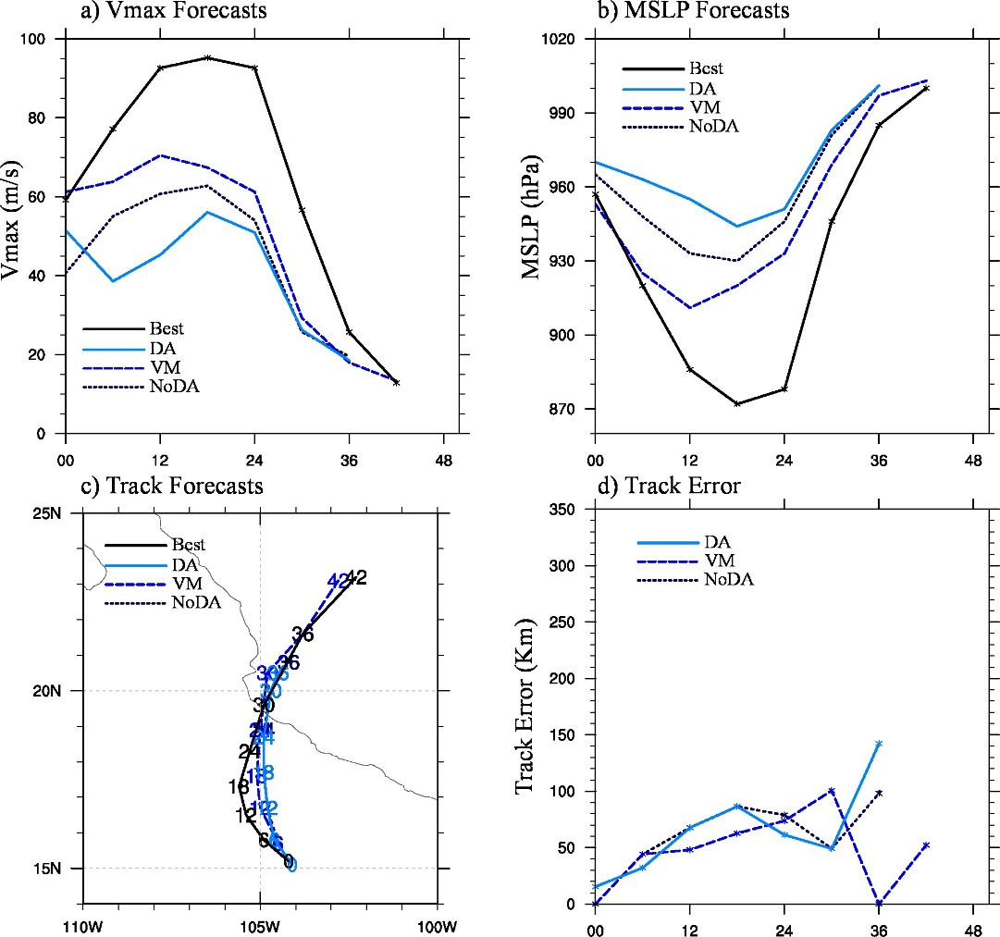 a) Vmax Forecasts
100
80
60
40
20
0
Vmax (m/s)
Best
DA
VM
NoDA
00 12 24 36 48
b) MSLP Forecasts
1020
990
960
930
900
870
MSLP (hPa)
Best
DA
VM
NoDA
00 12 24 36 48
c) Track Forecasts
25N
20N
15N
Best
DA
VM
NoDA
42 42
36
36
30
24
18
12
6
0
110W 105W 100W
d) Track Error
350
300
250
200
150
100
50
0
Track Error (Km)
DA
VM
NoDA
00 12 24 36 48